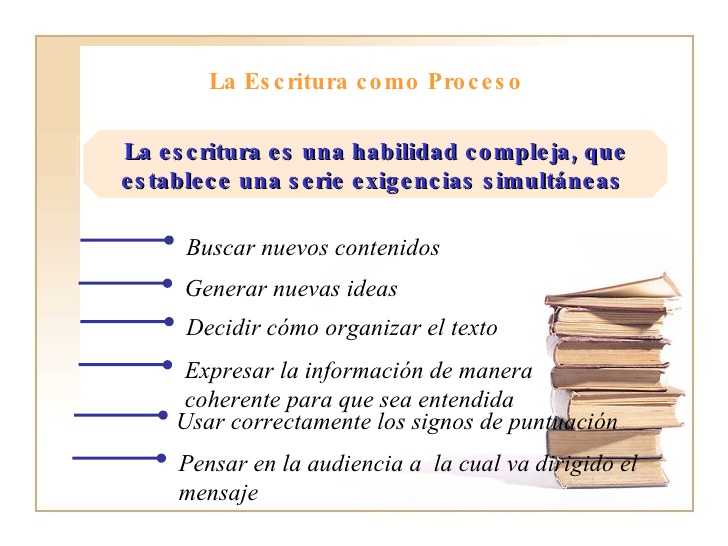 La Escritura como Proceso
La escritura es una habilidad compleja, que
establece una serie exigencias simultáneas
Buscar nuevos contenidos
Generar nuevas ideas
Decidir cómo organizar el texto
Expresar la información de manera
coherente para que sea entendida
Usar correctamente los signos de puntuación
Pensar en la audiencia a  la cual va dirigido el
mensaje